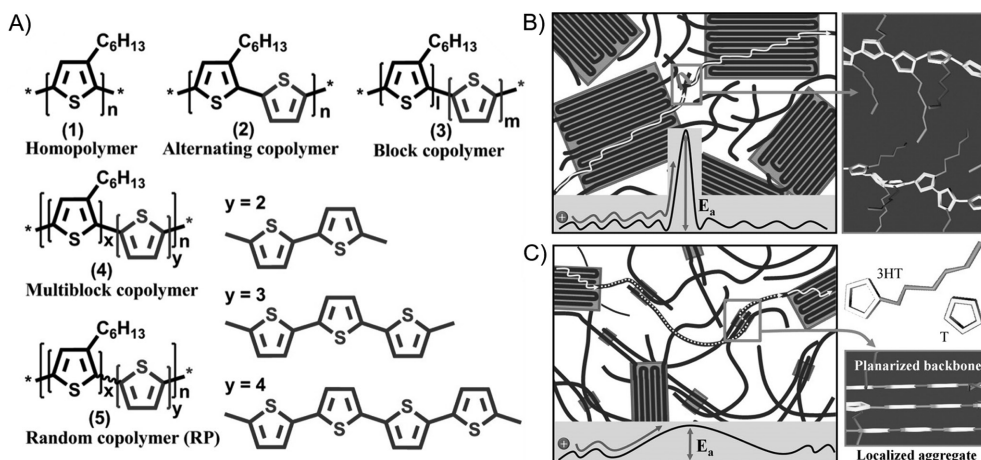 A)
C₆H₁₃
* S n *
(1)
Homopolymer
C₆H₁₃
S
* S n *
(2)
Alternating copolymer
C₆H₁₃
S
* S l m *
(3)
Block copolymer
C₆H₁₃
S
* S x y n *
(4)
Multiblock copolymer
C₆H₁₃
S
* S x y n *
(5)
Random copolymer (RP)
y = 2
S
S
y = 3
S
S S
y = 4
S S
S S
B)
Eₐ
+
C)
Eₐ
+
3HT
T
Planarized backbone
Localized aggregate